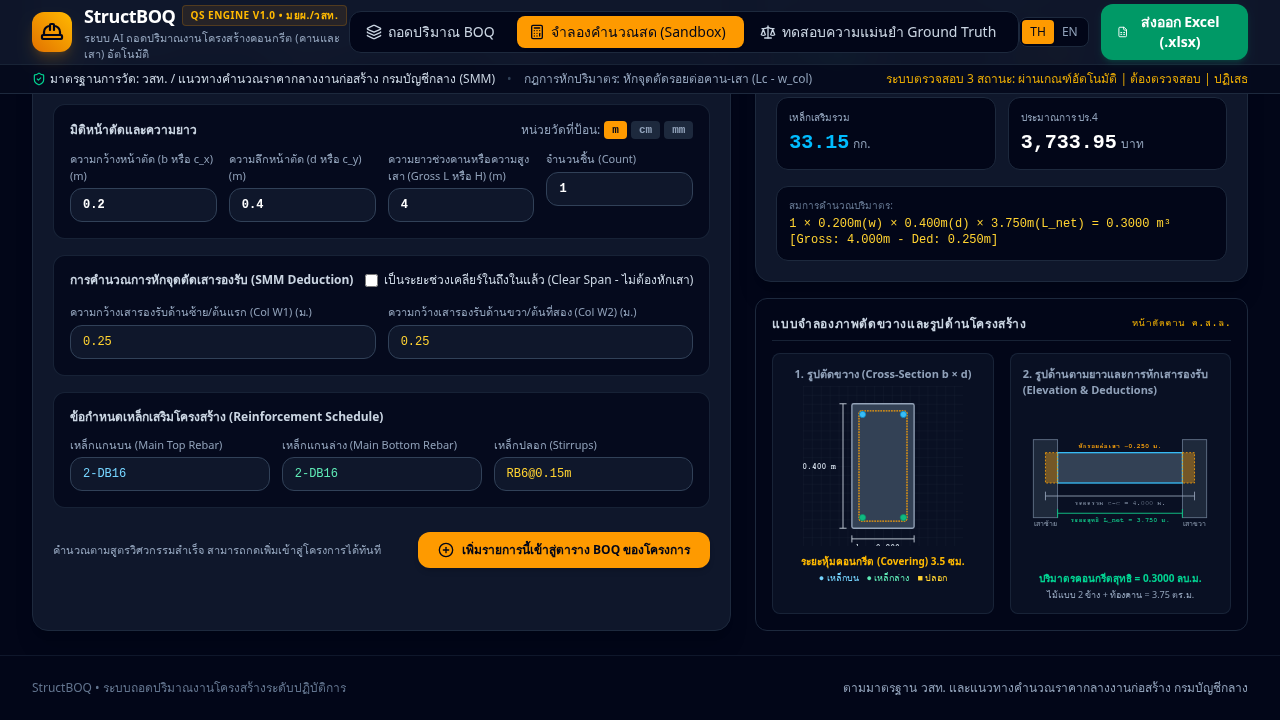 StructBOQ
QS ENGINE V1.0 • มยผ./วสท.
ระบบ AI ถอดปริมาณงานโครงสร้างคอนกรีต (คานและเสา) อัตโนมัติ
ถอดปริมาณ BOQ
จำลองคำนวณสด (Sandbox)
ทดสอบความแม่นยำ Ground Truth
TH
EN
ส่งออก Excel (.xlsx)
มาตรฐานการวัด: วสท. / แนวทางคำนวณราคากลางงานก่อสร้าง กรมบัญชีกลาง (SMM)
•
กฎการหักปริมาตร: หักจุดตัดรอยต่อคาน-เสา (Lc - w_col)
ระบบตรวจสอบ 3 สถานะ: ผ่านเกณฑ์อัตโนมัติ | ต้องตรวจสอบ | ปฏิเสธ
มิติหน้าตัดและความยาว
หน่วยวัดที่ป้อน:
m
cm
mm
ความกว้างหน้าตัด (b หรือ c_x) (m)
ความลึกหน้าตัด (d หรือ c_y) (m)
ความยาวช่วงคานหรือความสูงเสา (Gross L หรือ H) (m)
จำนวนชิ้น (Count)
0.2
0.4
4
1
การคำนวณการหักจุดตัดเสารองรับ (SMM Deduction)
เป็นระยะช่วงเคลียร์ในถึงในแล้ว (Clear Span - ไม่ต้องหักเสา)
ความกว้างเสารองรับด้านซ้าย/ต้นแรก (Col W1) (ม.)
ความกว้างเสารองรับด้านขวา/ต้นที่สอง (Col W2) (ม.)
0.25
0.25
ข้อกำหนดเหล็กเสริมโครงสร้าง (Reinforcement Schedule)
เหล็กแกนบน (Main Top Rebar)
เหล็กแกนล่าง (Main Bottom Rebar)
เหล็กปลอก (Stirrups)
2-DB16
2-DB16
RB6@0.15m
คำนวณตามสูตรวิศวกรรมสำเร็จ สามารถกดเพิ่มเข้าสู่โครงการได้ทันที
เพิ่มรายการนี้เข้าสู่ตาราง BOQ ของโครงการ
เหล็กเสริมรวม
33.15 กก.
ประมาณการ ปร.4
3,733.95 บาท
สมการคำนวณปริมาตร:
1 × 0.200m(w) × 0.400m(d) × 3.750m(L_net) = 0.3000 m³
[Gross: 4.000m - Ded: 0.250m]
แบบจำลองภาพตัดขวางและรูปด้านโครงสร้าง
หน้าตัดคาน ค.ส.ล.
1. รูปตัดขวาง (Cross-Section b × d)
0.400 m
ระยะหุ้มคอนกรีต (Covering) 3.5 ซม.
● เหล็กบน
● เหล็กล่าง
■ ปลอก
2. รูปด้านตามยาวและการหักเสารองรับ (Elevation & Deductions)
หักรอยต่อเสา -0.250 ม.
ระยะรวม c-c = 4.000 ม.
ระยะสุทธิ L_net = 3.750 ม.
เสาซ้าย
เสาขวา
ปริมาตรคอนกรีตสุทธิ = 0.3000 ลบ.ม.
ไม้แบบ 2 ข้าง + ท้องคาน = 3.75 ตร.ม.
StructBOQ • ระบบถอดปริมาณงานโครงสร้างระดับปฏิบัติการ
ตามมาตรฐาน วสท. และแนวทางคำนวณราคากลางงานก่อสร้าง กรมบัญชีกลาง